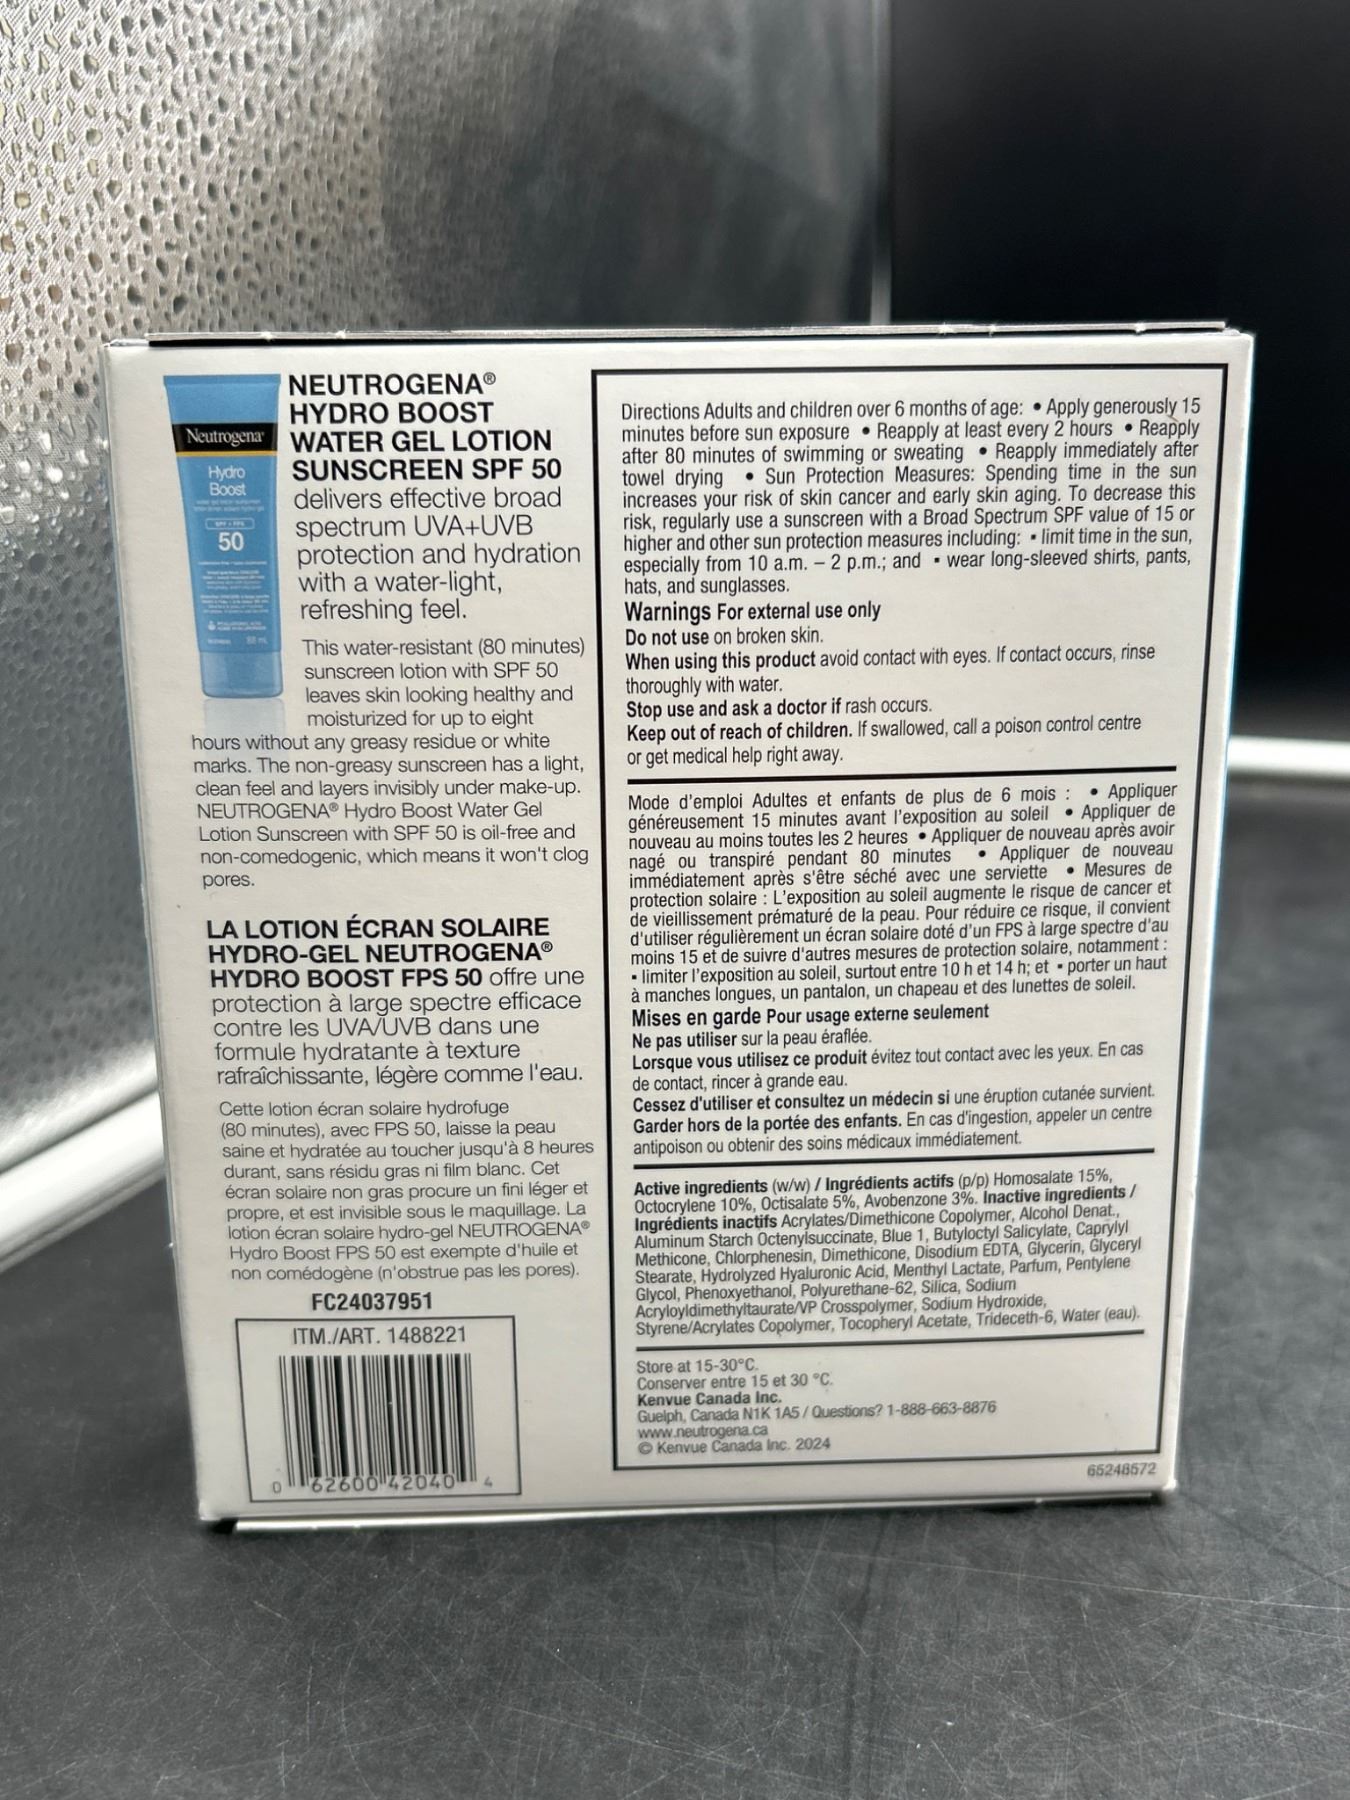 NEUTROGENA®
HYDRO BOOST
WATER GEL LOTION
SUNSCREEN SPF 50
delivers effective broad
spectrum UVA+UVB
protection and hydration
with a water-light,
refreshing feel.
Neutrogena®
Hydro
Boost
SPF • FPS
50
88 mL
This water-resistant (80 minutes)
sunscreen lotion with SPF 50
leaves skin looking healthy and
moisturized for up to eight
hours without any greasy residue or white
marks. The non-greasy sunscreen has a light,
clean feel and layers invisibly under make-up.
NEUTROGENA® Hydro Boost Water Gel
Lotion Sunscreen with SPF 50 is oil-free and
non-comedogenic, which means it won't clog
pores.
LA LOTION ÉCRAN SOLAIRE
HYDRO-GEL NEUTROGENA®
HYDRO BOOST FPS 50 offre une
protection à large spectre efficace
contre les UVA/UVB dans une
formule hydratante à texture
rafraîchissante, légère comme l'eau.
Cette lotion écran solaire hydrofuge
(80 minutes), avec FPS 50, laisse la peau
saine et hydratée au toucher jusqu'à 8 heures
durant, sans résidu gras ni film blanc. Cet
écran solaire non gras procure un fini léger et
propre, et est invisible sous le maquillage. La
lotion écran solaire hydro-gel NEUTROGENA®
Hydro Boost FPS 50 est exempte d'huile et
non comédogène (n'obstrue pas les pores).
FC24037951
ITM./ART. 1488221
0 62600 42040 4
Directions Adults and children over 6 months of age: • Apply generously 15
minutes before sun exposure • Reapply at least every 2 hours • Reapply
after 80 minutes of swimming or sweating • Reapply immediately after
towel drying • Sun Protection Measures: Spending time in the sun
increases your risk of skin cancer and early skin aging. To decrease this
risk, regularly use a sunscreen with a Broad Spectrum SPF value of 15 or
higher and other sun protection measures including: ▪ limit time in the sun,
especially from 10 a.m. – 2 p.m.; and ▪ wear long-sleeved shirts, pants,
hats, and sunglasses.
Warnings For external use only
Do not use on broken skin.
When using this product avoid contact with eyes. If contact occurs, rinse
thoroughly with water.
Stop use and ask a doctor if rash occurs.
Keep out of reach of children. If swallowed, call a poison control centre
or get medical help right away.
Mode d'emploi Adultes et enfants de plus de 6 mois : • Appliquer
généreusement 15 minutes avant l'exposition au soleil • Appliquer de
nouveau au moins toutes les 2 heures • Appliquer de nouveau après avoir
nagé ou transpiré pendant 80 minutes • Appliquer de nouveau
immédiatement après s'être séché avec une serviette • Mesures de
protection solaire : L'exposition au soleil augmente le risque de cancer et
de vieillissement prématuré de la peau. Pour réduire ce risque, il convient
d'utiliser régulièrement un écran solaire doté d'un FPS à large spectre d'au
moins 15 et de suivre d'autres mesures de protection solaire, notamment :
▪ limiter l'exposition au soleil, surtout entre 10 h et 14 h; et ▪ porter un haut
à manches longues, un pantalon, un chapeau et des lunettes de soleil.
Mises en garde Pour usage externe seulement
Ne pas utiliser sur la peau éraflée.
Lorsque vous utilisez ce produit évitez tout contact avec les yeux. En cas
de contact, rincer à grande eau.
Cessez d'utiliser et consultez un médecin si une éruption cutanée survient.
Garder hors de la portée des enfants. En cas d'ingestion, appeler un centre
antipoison ou obtenir des soins médicaux immédiatement.
Active ingredients (w/w) / Ingrédients actifs (p/p) Homosalate 15%,
Octocrylene 10%, Octisalate 5%, Avobenzone 3%. Inactive ingredients /
Ingrédients inactifs Acrylates/Dimethicone Copolymer, Alcohol Denat.,
Aluminum Starch Octenylsuccinate, Blue 1, Butyloctyl Salicylate, Caprylyl
Methicone, Chlorphenesin, Dimethicone, Disodium EDTA, Glycerin, Glyceryl
Stearate, Hydrolyzed Hyaluronic Acid, Menthyl Lactate, Parfum, Pentylene
Glycol, Phenoxyethanol, Polyurethane-62, Silica, Sodium
Acryloyldimethyltaurate/VP Crosspolymer, Sodium Hydroxide,
Styrene/Acrylates Copolymer, Tocopheryl Acetate, Trideceth-6, Water (eau).
Store at 15-30°C.
Conserver entre 15 et 30 °C.
Kenvue Canada Inc.
Guelph, Canada N1K 1A5 / Questions? 1-888-663-8876
www.neutrogena.ca
© Kenvue Canada Inc. 2024
65248572